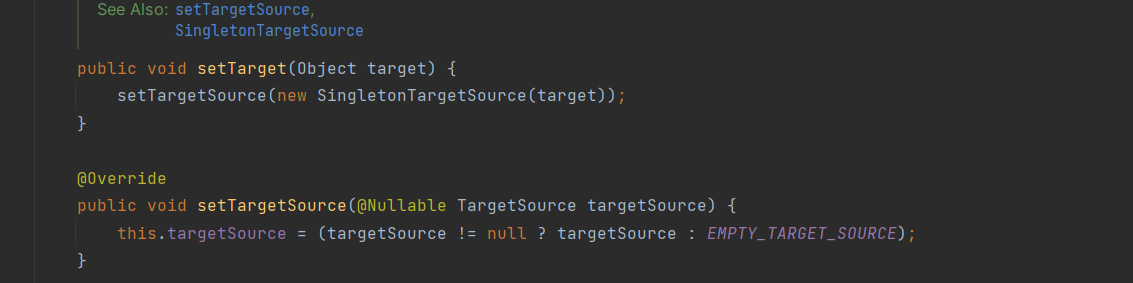 See Also: setTargetSource,
SingletonTargetSource
public void setTarget(Object target) {
setTargetSource(new SingletonTargetSource(target));
}
@Override
public void setTargetSource(@Nullable TargetSource targetSource) {
this.targetSource = (targetSource != null ? targetSource : EMPTY_TARGET_SOURCE);
}